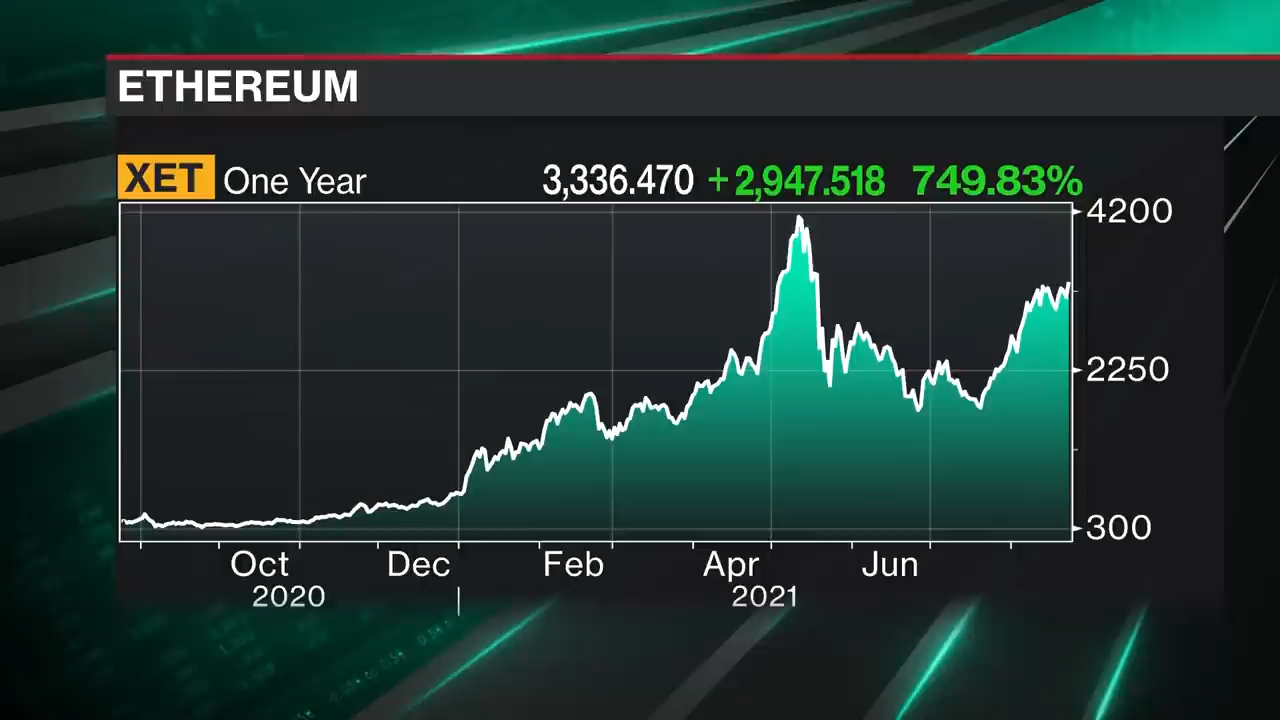 ETHEREUM
XET One Year 3,336.470 +2,947.518 749.83%
4200
2250
300
Oct Dec Feb Apr Jun
2020 2021